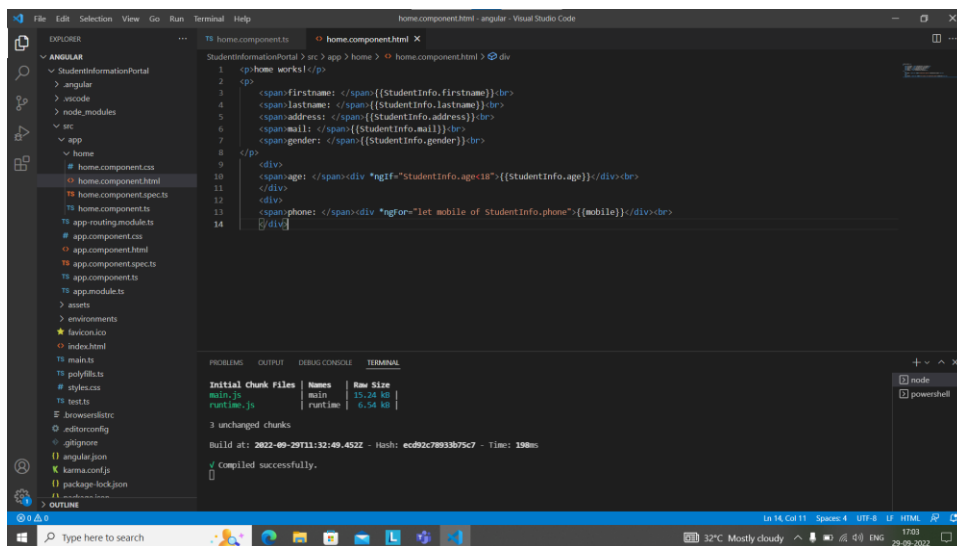 File Edit Selection View Go Run Terminal Help
home.component.html - angular - Visual Studio Code
EXPLORER
ANGULAR
StudentInformationPortal
.angular
.vscode
node_modules
src
app
home
home.component.css
home.component.html
home.component.spec.ts
home.component.ts
app-routing.module.ts
app.component.css
app.component.html
app.component.spec.ts
app.component.ts
app.module.ts
assets
environments
favicon.ico
index.html
main.ts
polyfills.ts
styles.css
test.ts
.browserslistrc
.editorconfig
.gitignore
angular.json
karma.conf.js
package-lock.json
OUTLINE
TS home.component.ts home.component.html
StudentInformationPortal > src > app > home > home.component.html > div
1 <p>home works!</p>
2 <p>
3 <span>firstname: </span>{{StudentInfo.firstname}}<br>
4 <span>lastname: </span>{{StudentInfo.lastname}}<br>
5 <span>address: </span>{{StudentInfo.address}}<br>
6 <span>mail: </span>{{StudentInfo.mail}}<br>
7 <span>gender: </span>{{StudentInfo.gender}}<br>
8 </p>
9 <div>
10 <span>age: </span><div *ngIf="StudentInfo.age<18">{{StudentInfo.age}}</div><br>
11 </div>
12 <div>
13 <span>phone: </span><div *ngFor="let mobile of StudentInfo.phone">{{mobile}}</div><br>
14 </div>
PROBLEMS OUTPUT DEBUG CONSOLE TERMINAL
Initial Chunk Files | Names | Raw Size
main.js | main | 15.24 kB |
runtime.js | runtime | 6.54 kB |
3 unchanged chunks
Build at: 2022-09-29T11:32:49.452Z - Hash: ecd92c78933b75c7 - Time: 198ms
√ Compiled successfully.
node
powershell
0 0
Ln 14, Col 11 Spaces: 4 UTF-8 LF HTML
Type here to search
32°C Mostly cloudy ENG
17:03
29-09-2022